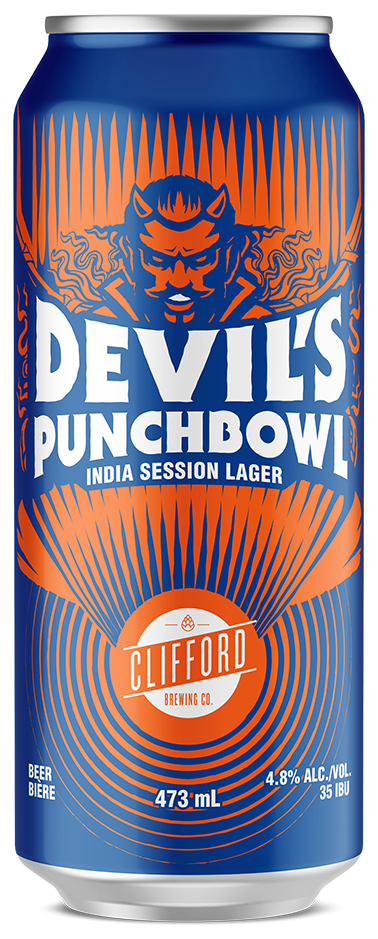 DEVIL'S
PUNCHBOWL
INDIA SESSION LAGER
CLIFFORD
BREWING CO.
BEER
BIÈRE
473 mL
4.8% ALC./VOL.
35 IBU